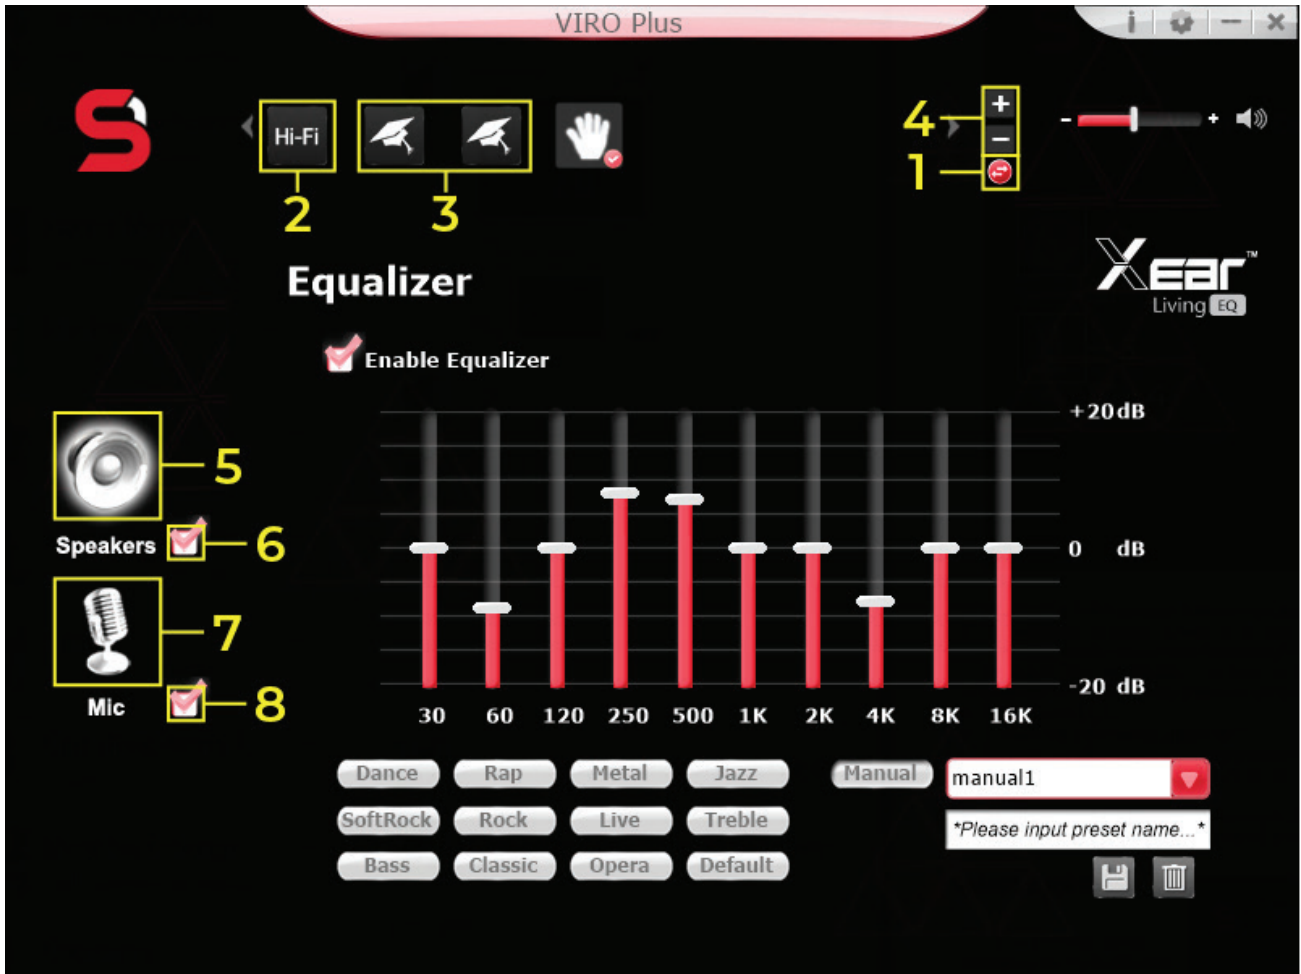 VIRO Plus
i
Hi-Fi
4
+
−
- +
1
2
3
Equalizer
Xear™
Living EQ
Enable Equalizer
+20dB
5
Speakers
6
0 dB
7
Mic
8
-20 dB
30 60 120 250 500 1K 2K 4K 8K 16K
Dance Rap Metal Jazz Manual manual1
SoftRock Rock Live Treble *Please input preset name...*
Bass Classic Opera Default